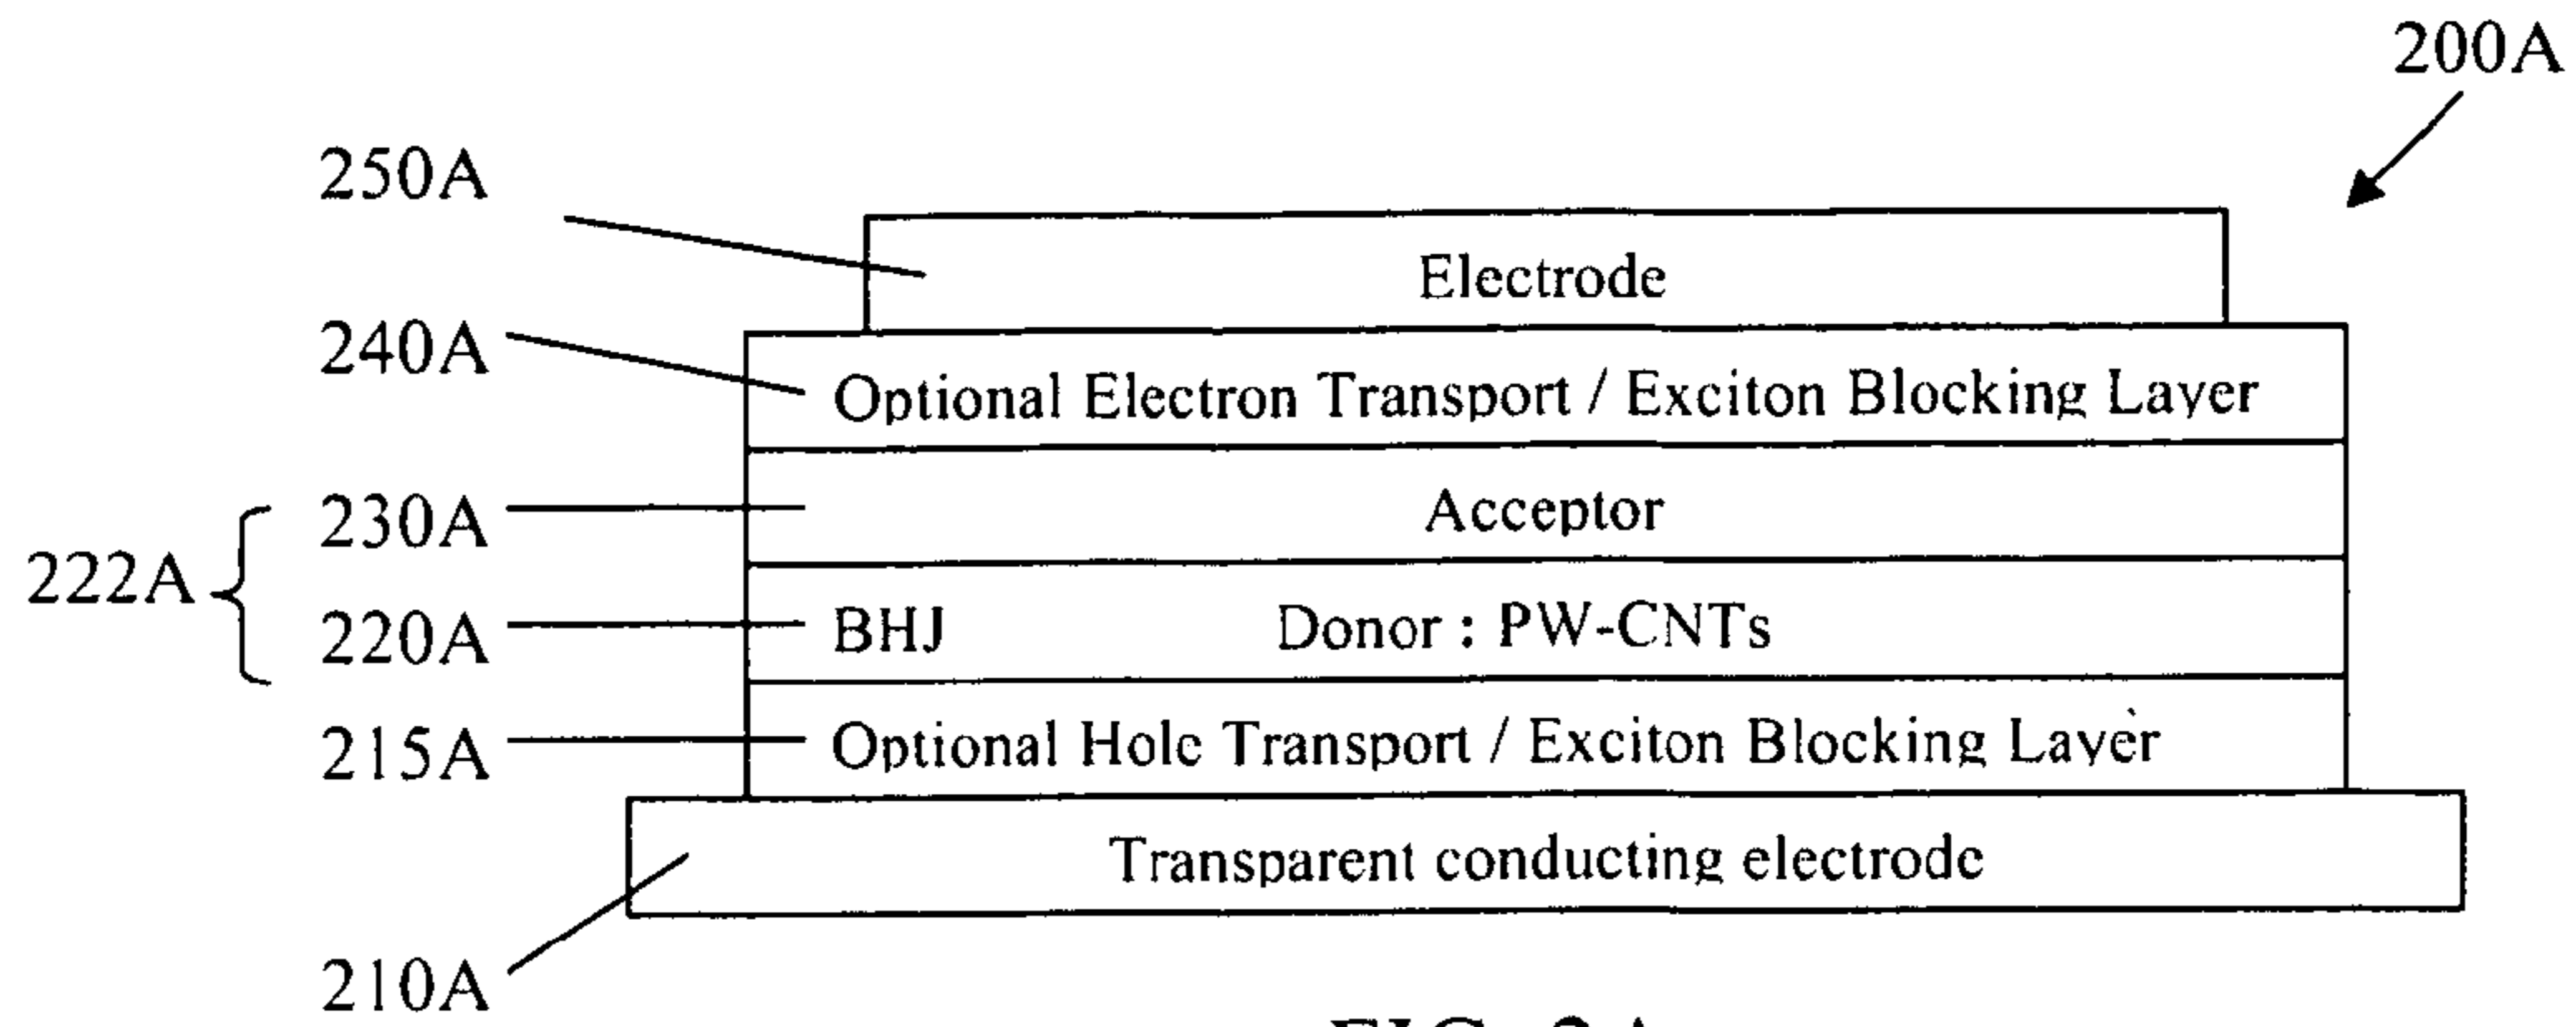 200A
250A
Electrode
240A
Optional Electron Transport / Exciton Blocking Layer
230A
Acceptor
222A
220A
BHJ Donor : PW-CNTs
215A
Optional Hole Transport / Exciton Blocking Layer
Transparent conducting electrode
210A